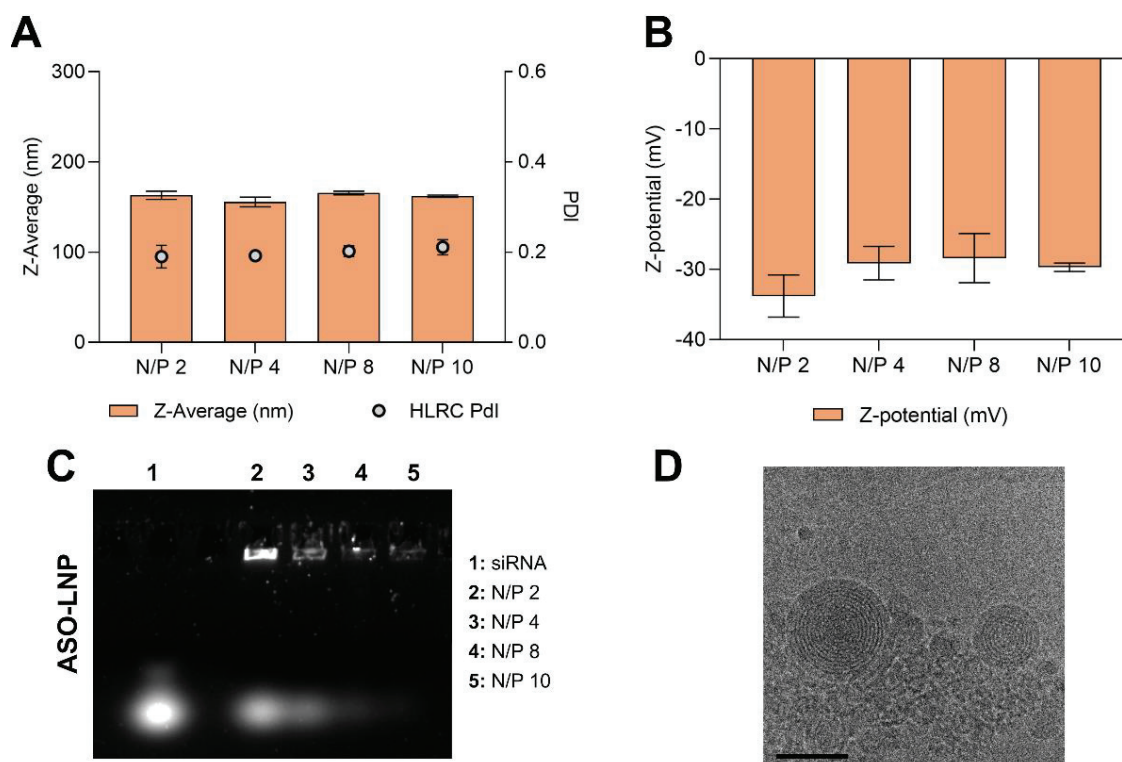 A
300
200
100
0
Z-Average (nm)
0.6
0.4
0.2
0.0
PDI
N/P 2 N/P 4 N/P 8 N/P 10
Z-Average (nm) HLRC PdI
B
0
-10
-20
-30
-40
Z-potential (mV)
N/P 2 N/P 4 N/P 8 N/P 10
Z-potential (mV)
C
1 2 3 4 5
ASO-LNP
1: siRNA
2: N/P 2
3: N/P 4
4: N/P 8
5: N/P 10
D